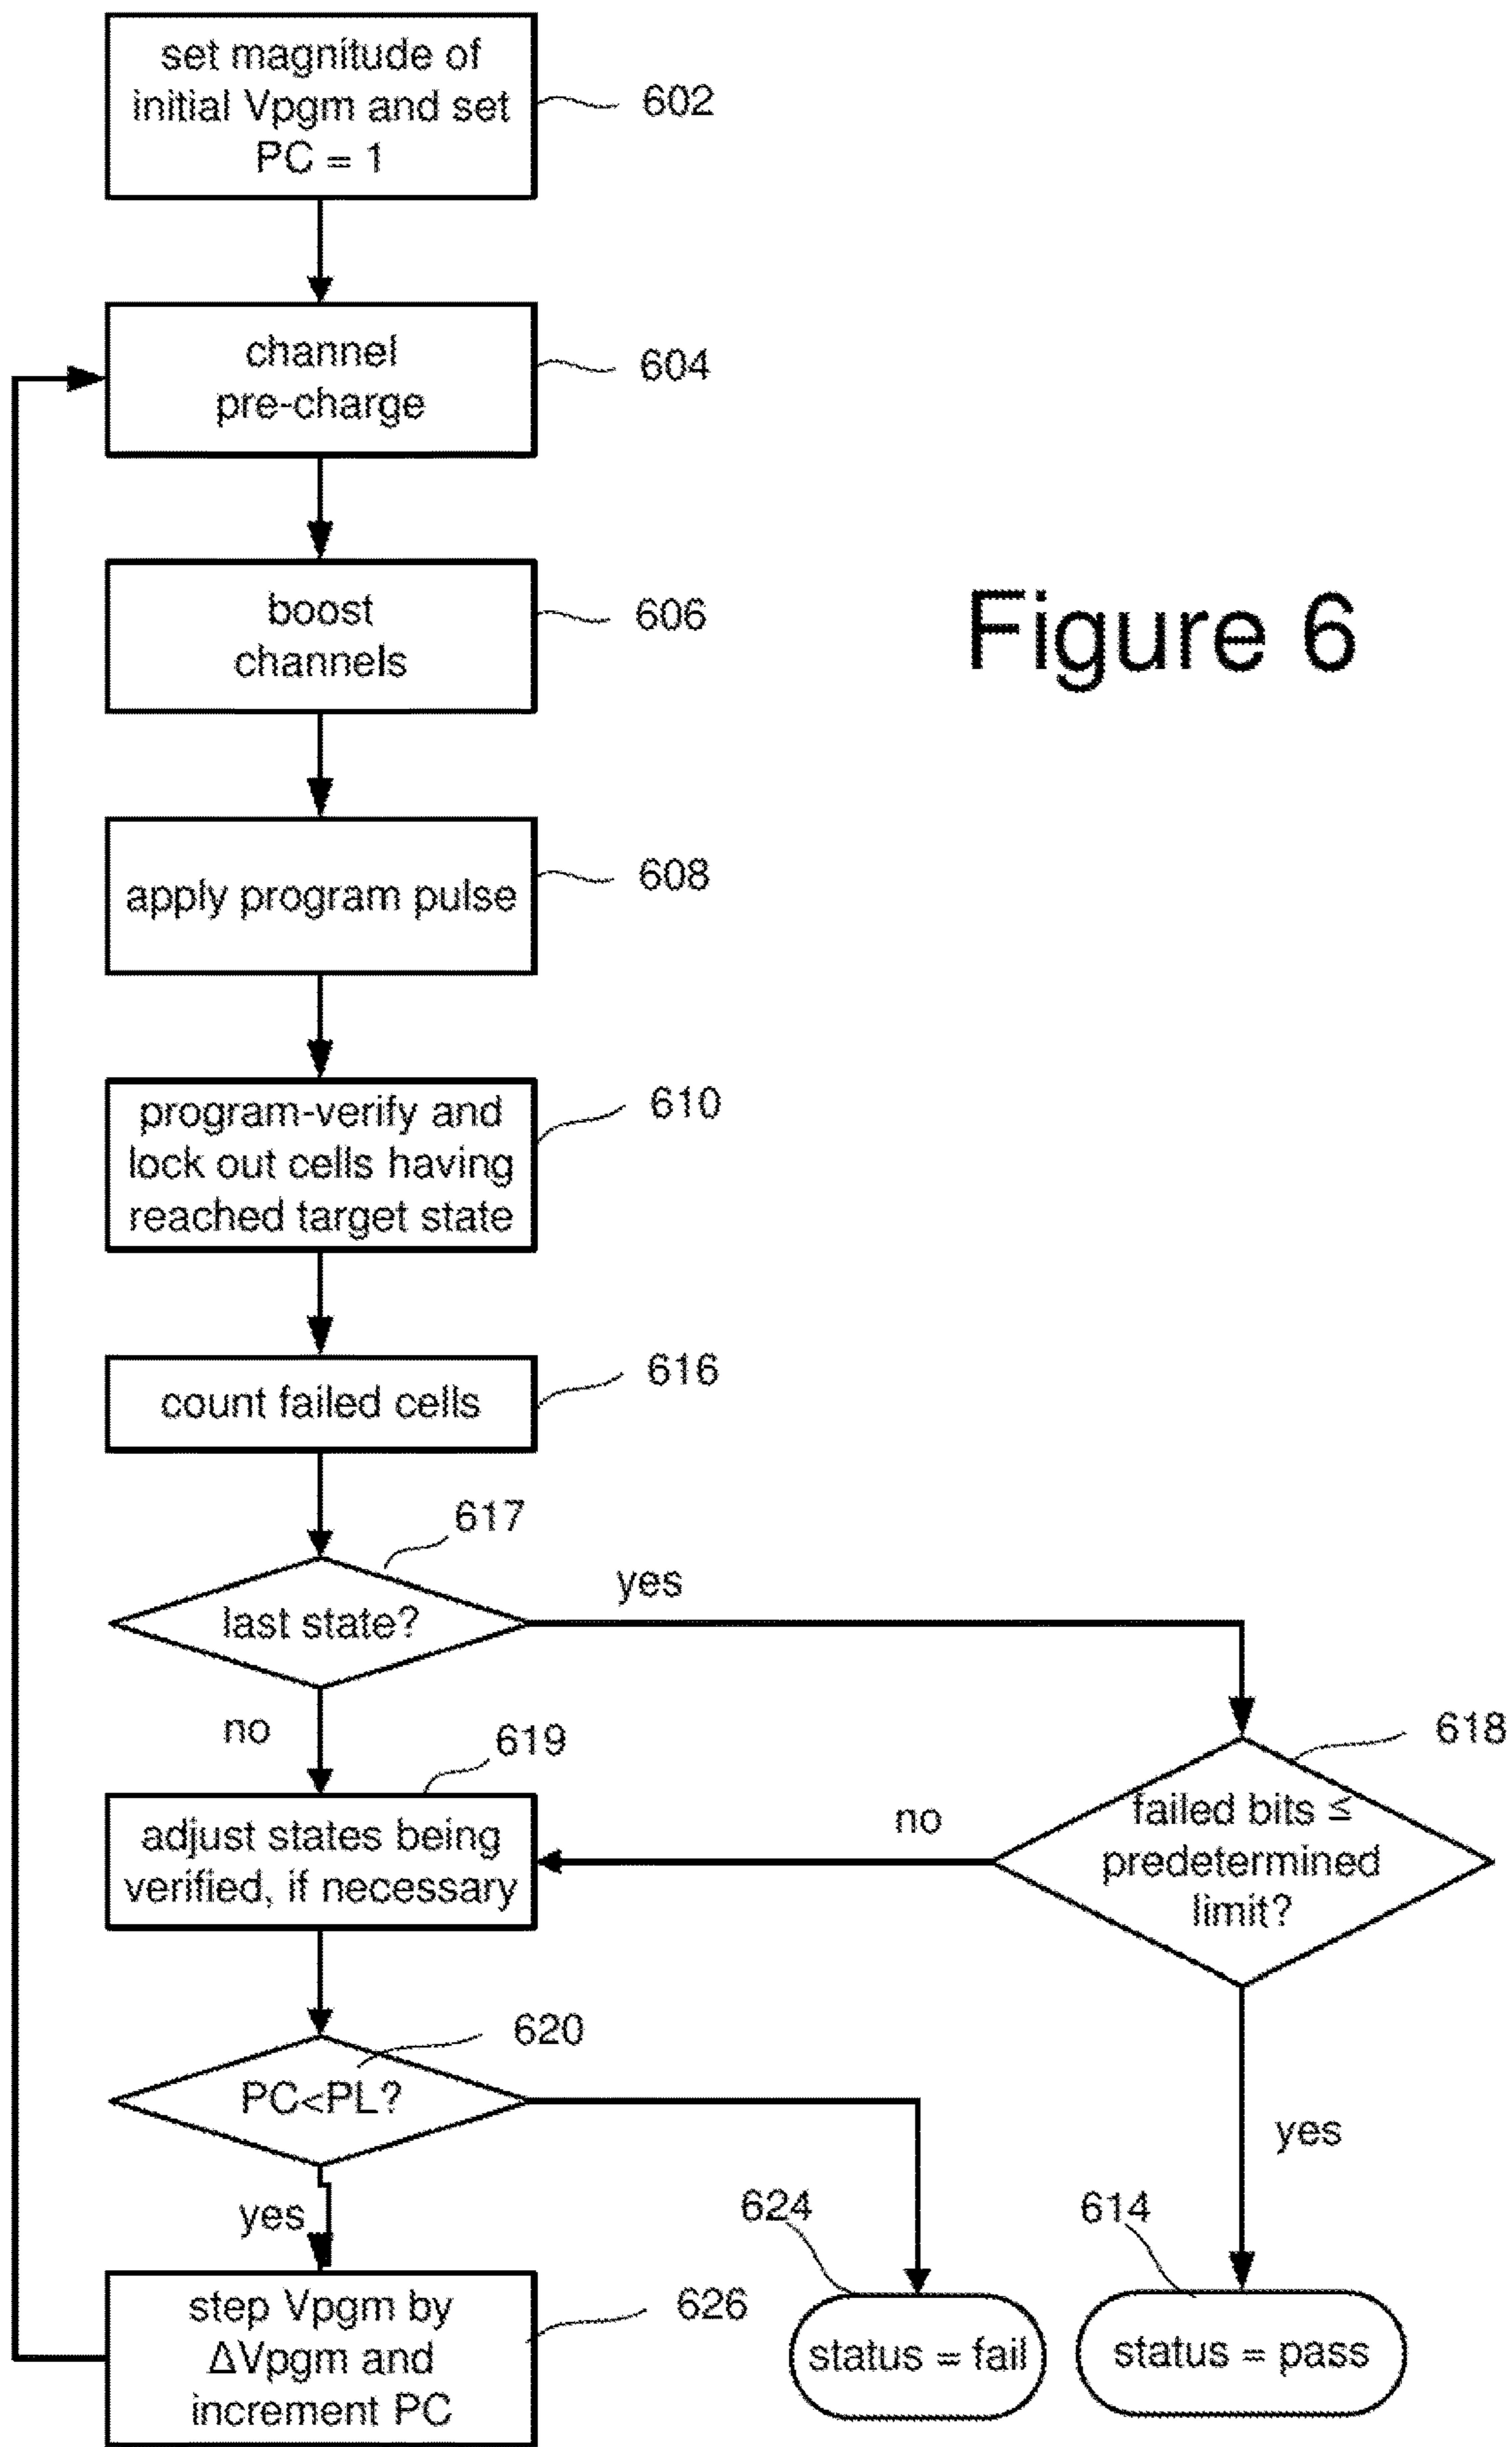 set magnitude of
initial Vpgm and set
PC = 1
602
channel
pre-charge
604
boost
channels
606
Figure 6
apply program pulse
608
program-verify and
lock out cells having
reached target state
610
count failed cells
616
617
last state?
yes
no
619
adjust states being
verified, if necessary
618
failed bits ≤
predetermined
limit?
no
620
PC<PL?
yes
yes
624
614
step Vpgm by
ΔVpgm and
increment PC
626
status = fail
status = pass